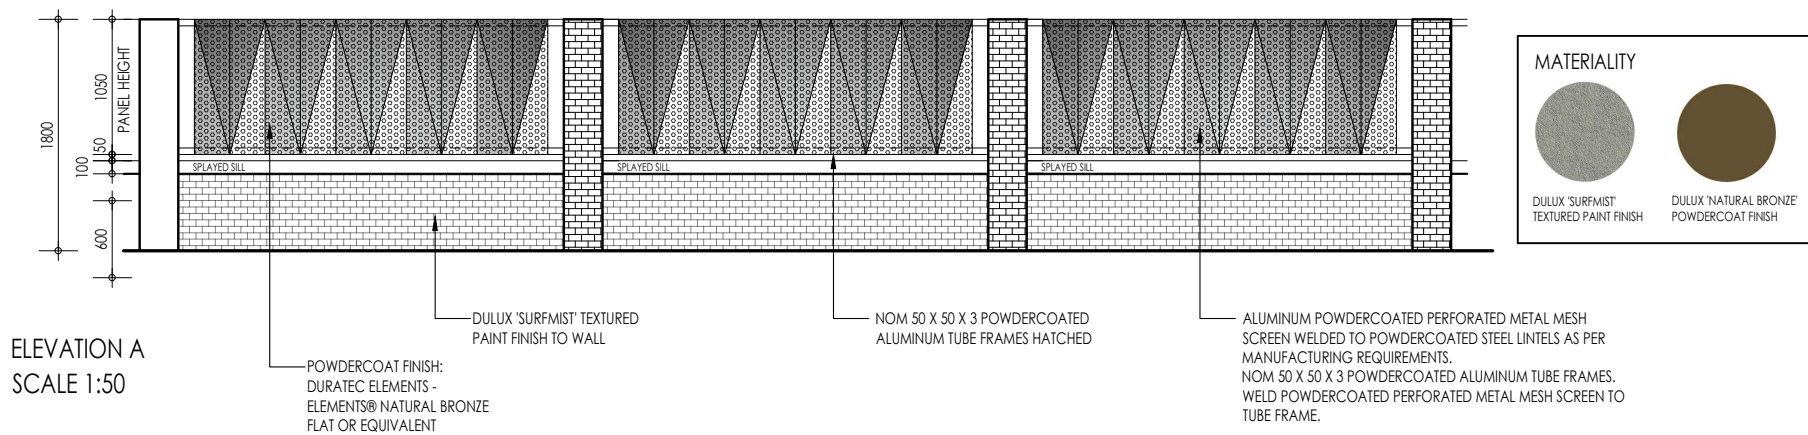 1800
1050
PANEL HEIGHT
50
100
600
SPLAYED SILL
SPLAYED SILL
SPLAYED SILL
MATERIALITY
DULUX 'SURFMIST'
TEXTURED PAINT FINISH
DULUX 'NATURAL BRONZE'
POWDERCOAT FINISH
ELEVATION A
SCALE 1:50
POWDERCOAT FINISH:
DURATEC ELEMENTS -
ELEMENTS® NATURAL BRONZE
FLAT OR EQUIVALENT
DULUX 'SURFMIST' TEXTURED
PAINT FINISH TO WALL
NOM 50 X 50 X 3 POWDERCOATED
ALUMINUM TUBE FRAMES HATCHED
ALUMINUM POWDERCOATED PERFORATED METAL MESH
SCREEN WELDED TO POWDERCOATED STEEL LINTELS AS PER
MANUFACTURING REQUIREMENTS.
NOM 50 X 50 X 3 POWDERCOATED ALUMINUM TUBE FRAMES.
WELD POWDERCOATED PERFORATED METAL MESH SCREEN TO
TUBE FRAME.